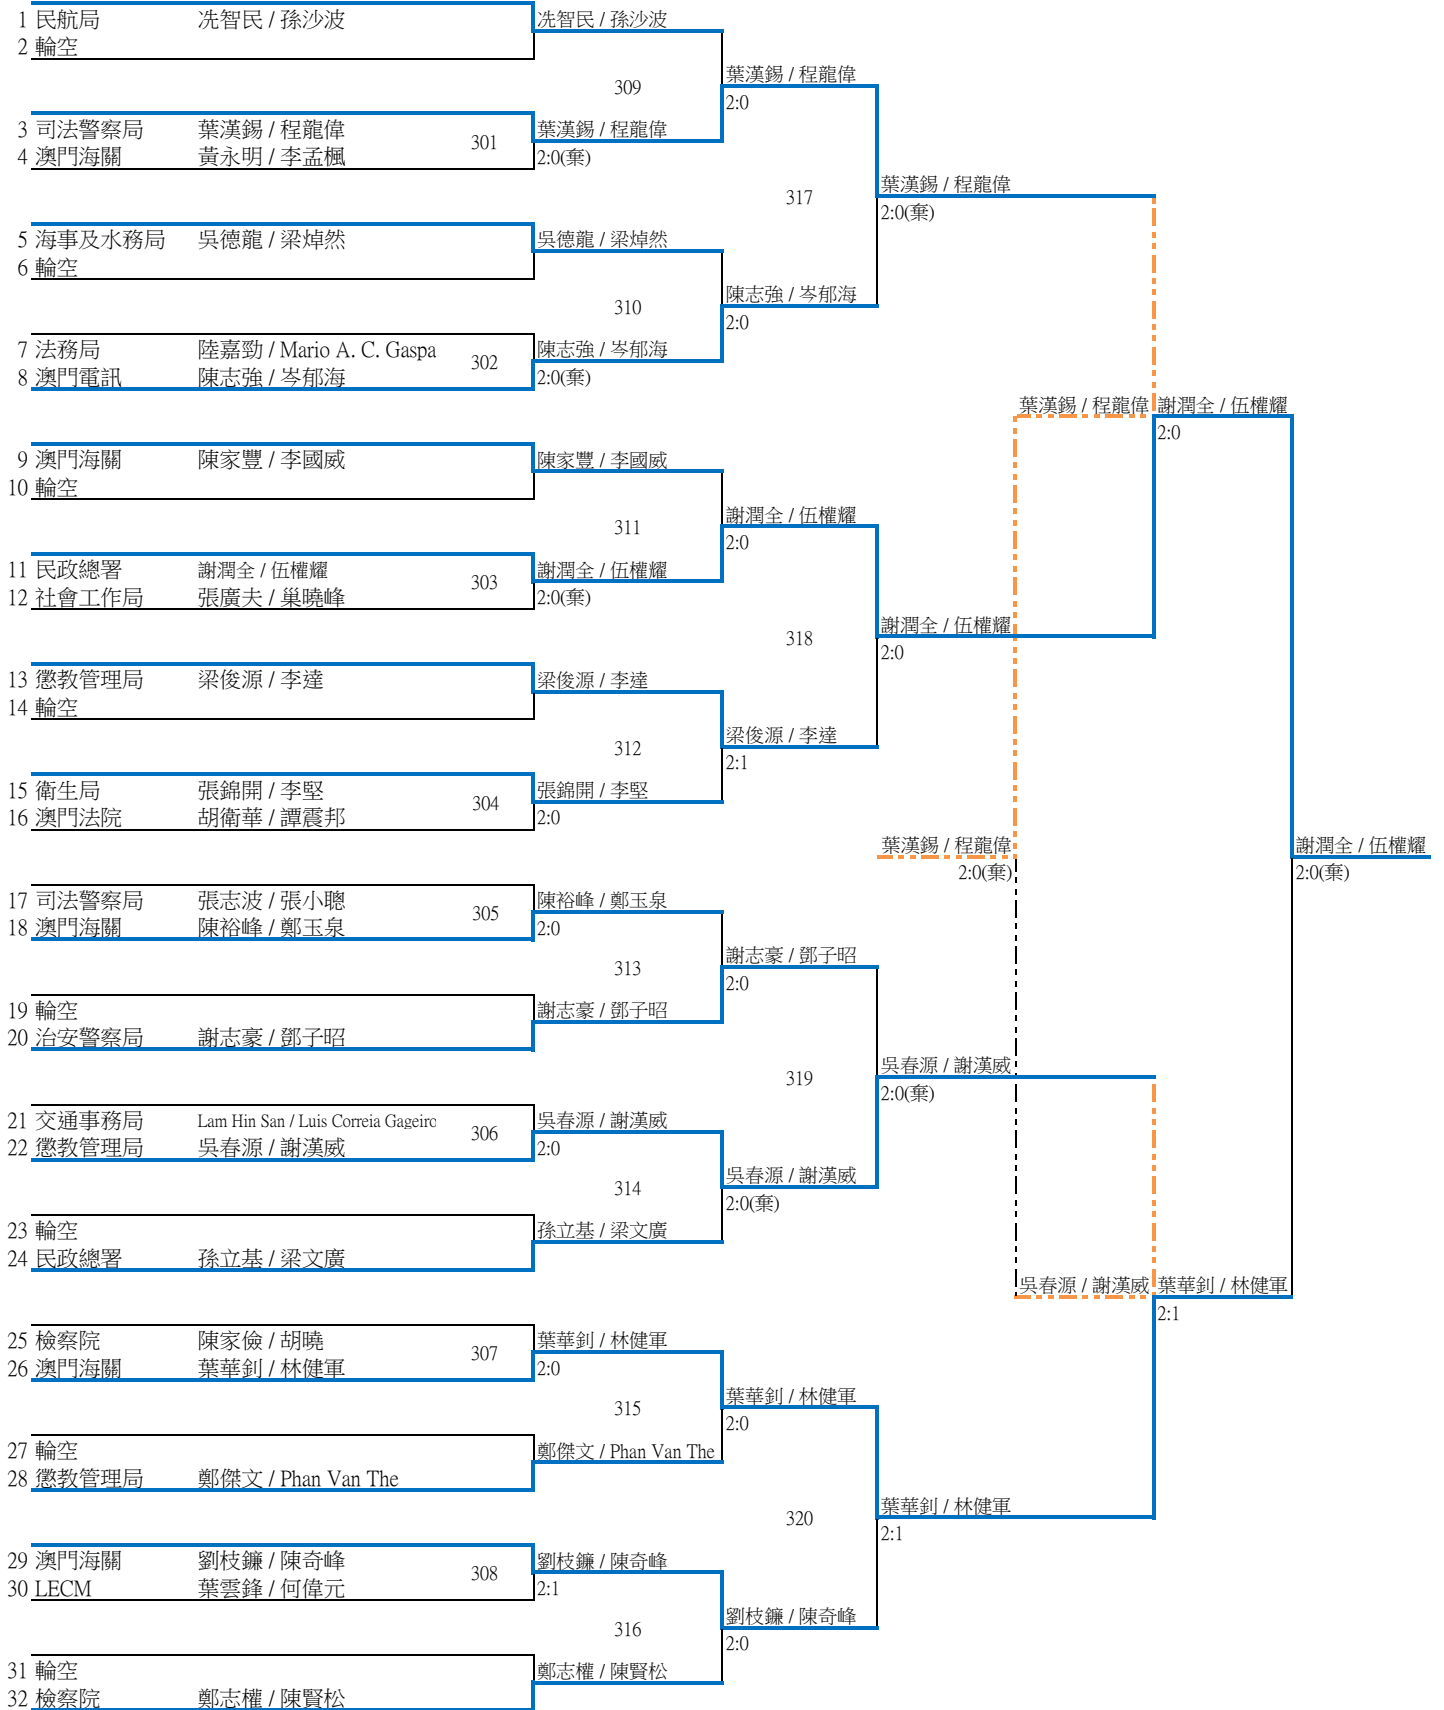 1 民航局 冼智民 / 孫沙波 冼智民 / 孫沙波
2 輪空
葉漢錫 / 程龍偉
309
2:0
3 司法警察局 葉漢錫 / 程龍偉 301 葉漢錫 / 程龍偉
4 澳門海關 黃永明 / 李孟楓 2:0(棄)
葉漢錫 / 程龍偉
317
2:0(棄)
5 海事及水務局 吳德龍 / 梁焯然 吳德龍 / 梁焯然
6 輪空
陳志強 / 岑郁海
310
2:0
7 法務局 陸嘉勁 / Mario A. C. Gaspa 302 陳志強 / 岑郁海
8 澳門電訊 陳志強 / 岑郁海 2:0(棄)
葉漢錫 / 程龍偉 謝潤全 / 伍權耀
2:0
9 澳門海關 陳家豐 / 李國威 陳家豐 / 李國威
10 輪空
謝潤全 / 伍權耀
311
2:0
11 民政總署 謝潤全 / 伍權耀 303 謝潤全 / 伍權耀
12 社會工作局 張廣夫 / 巢曉峰 2:0(棄)
謝潤全 / 伍權耀
318
2:0
13 懲教管理局 梁俊源 / 李達 梁俊源 / 李達
14 輪空
梁俊源 / 李達
312
2:1
15 衛生局 張錦開 / 李堅 304 張錦開 / 李堅
16 澳門法院 胡衛華 / 譚震邦 2:0
葉漢錫 / 程龍偉 謝潤全 / 伍權耀
2:0(棄) 2:0(棄)
17 司法警察局 張志波 / 張小聰 305 陳裕峰 / 鄭玉泉
18 澳門海關 陳裕峰 / 鄭玉泉 2:0
謝志豪 / 鄧子昭
313
2:0
19 輪空 謝志豪 / 鄧子昭
20 治安警察局 謝志豪 / 鄧子昭
吳春源 / 謝漢威
319
2:0(棄)
21 交通事務局 Lam Hin San / Luis Correia Gageiro 306 吳春源 / 謝漢威
22 懲教管理局 吳春源 / 謝漢威 2:0
吳春源 / 謝漢威
314
2:0(棄)
23 輪空 孫立基 / 梁文廣
24 民政總署 孫立基 / 梁文廣
吳春源 / 謝漢威 葉華釗 / 林健軍
2:1
25 檢察院 陳家儉 / 胡曉 307 葉華釗 / 林健軍
26 澳門海關 葉華釗 / 林健軍 2:0
葉華釗 / 林健軍
315
2:0
27 輪空 鄭傑文 / Phan Van The
28 懲教管理局 鄭傑文 / Phan Van The
葉華釗 / 林健軍
320
2:1
29 澳門海關 劉枝鐮 / 陳奇峰 308 劉枝鐮 / 陳奇峰
30 LECM 葉雲鋒 / 何偉元 2:1
劉枝鐮 / 陳奇峰
316
2:0
31 輪空 鄭志權 / 陳賢松
32 檢察院 鄭志權 / 陳賢松